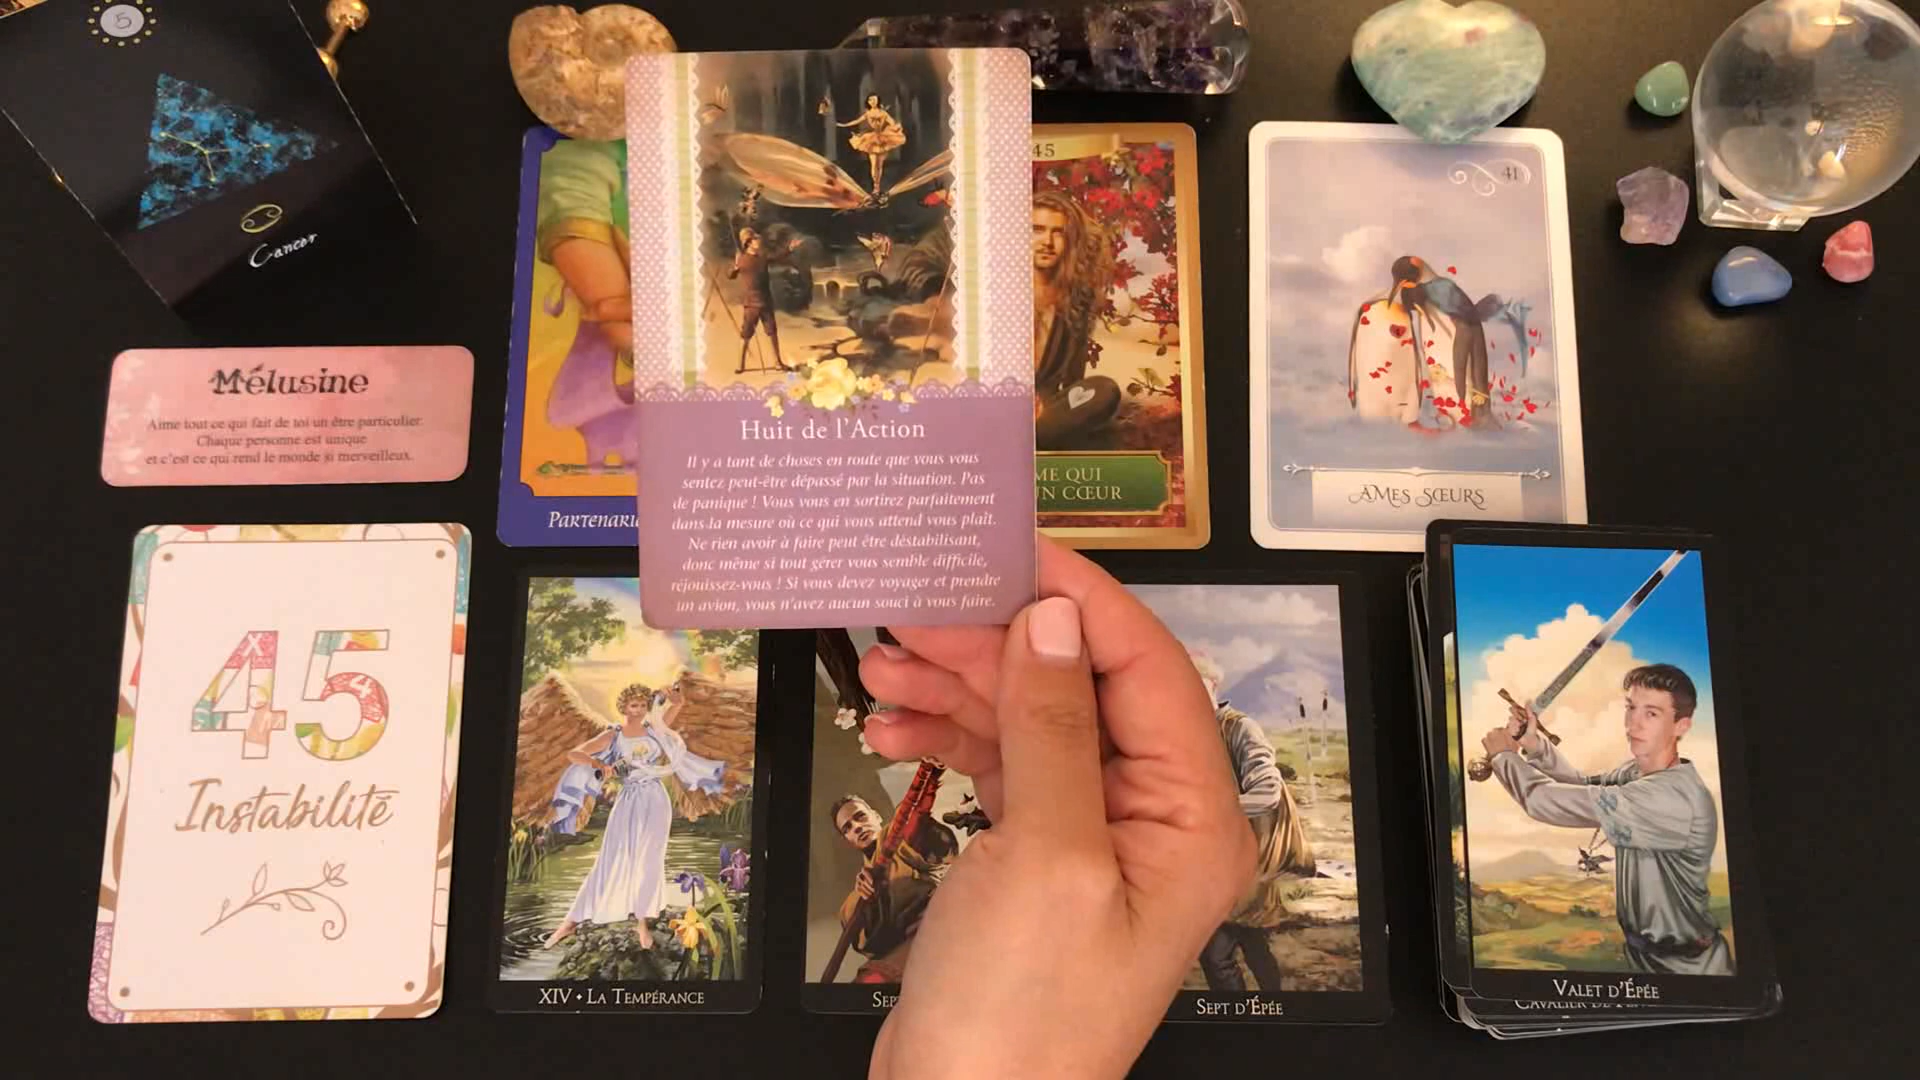 5
Cancer
Mélusine
Aime tout ce qui fait de toi un être particulier.
Chaque personne est unique
et c'est ce qui rend le monde si merveilleux.
45
Instabilité
Huit de l'Action
Il y a tant de choses en route que vous vous
sentez peut-être dépassé par la situation. Pas
de panique ! Vous vous en sortirez parfaitement
dans la mesure où ce qui vous attend vous plaît.
Ne rien avoir à faire peut être déstabilisant,
donc même si tout gérer vous semble difficile,
réjouissez-vous ! Si vous devez voyager et prendre
un avion, vous n'avez aucun souci à vous faire.
45
ME QUI
UN CŒUR
41
ÂMES SŒURS
XIV • LA TEMPÉRANCE
SEPT D'ÉPÉE
VALET D'ÉPÉE